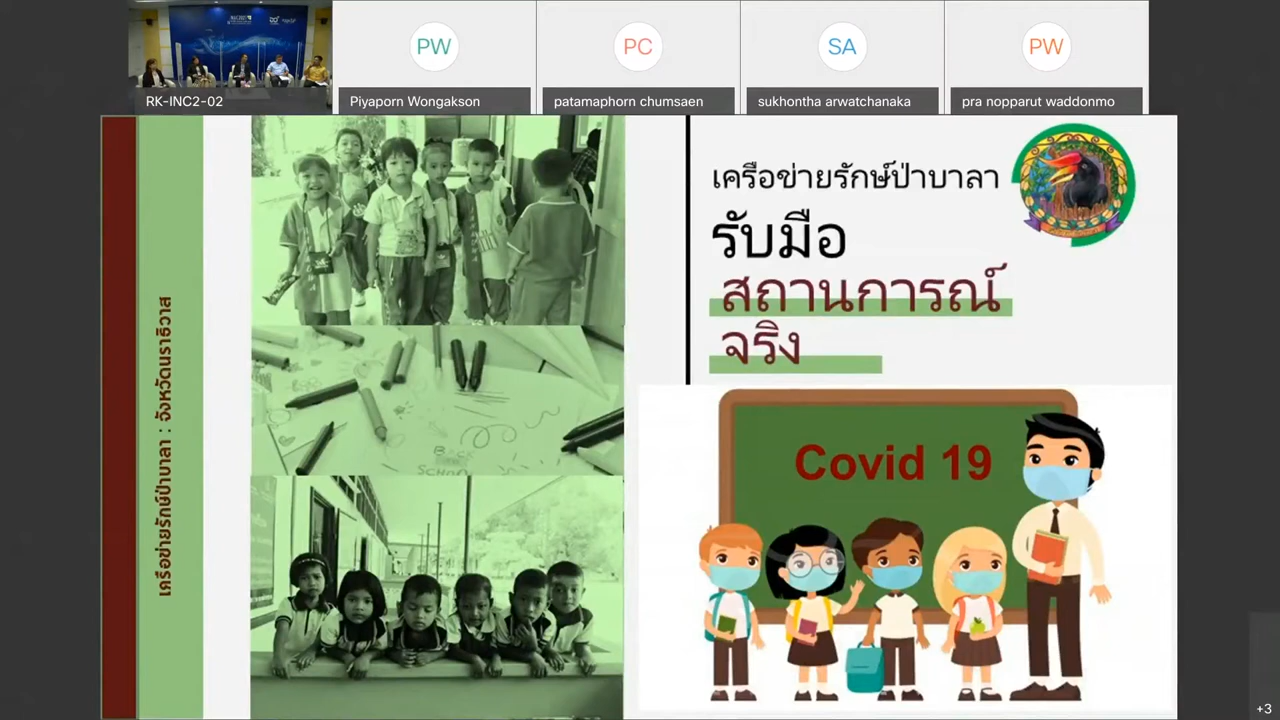 RK-INC2-02
PW
Piyaporn Wongakson
PC
patamaphorn chumsaen
SA
sukhontha arwatchanaka
PW
pra nopparut waddonmo
เครือข่ายรักษ์ป่าบาลา : จังหวัดนราธิวาส
เครือข่ายรักษ์ป่าบาลา
รับมือ
สถานการณ์
จริง
Covid 19
BACK
SCHOOL
+3